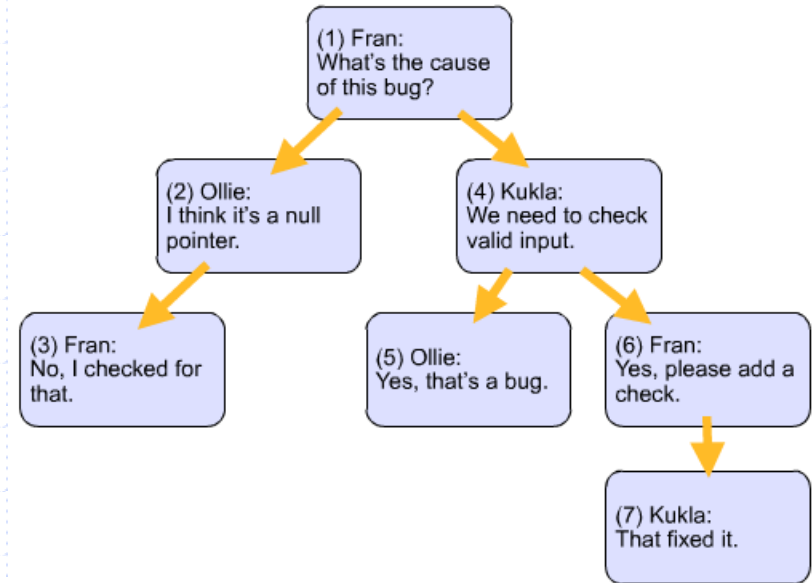 (1) Fran:
What's the cause
of this bug?
(2) Ollie:
I think it's a null
pointer.
(4) Kukla:
We need to check
valid input.
(3) Fran:
No, I checked for
that.
(5) Ollie:
Yes, that's a bug.
(6) Fran:
Yes, please add a
check.
(7) Kukla:
That fixed it.